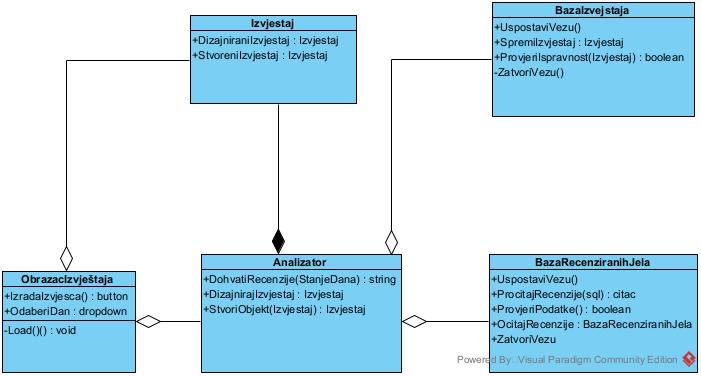 Izvjestaj
+DizajniraniIzvjestaj : Izvjestaj
+StvoreniIzvjestaj : Izvjestaj
BazaIzvejstaja
+UspostaviVezu()
+SpremiIzvjestaj : Izvjestaj
+ProvjeriIspravnost(Izvjestaj) : boolean
-ZatvoriVezu()
ObrazacIzvještaja
+IzradaIzvjesca() : button
+OdaberiDan : dropdown
-Load()() : void
Analizator
+DohvatiRecenzije(StanjeDana) : string
+DizajnirajIzvjestaj : Izvjestaj
+StvoriObjekt(Izvjestaj) : Izvjestaj
BazaRecenziranihJela
+UspostaviVezu()
+ProcitajRecenzije(sql) : citac
+ProvjeriPodatke() : boolean
+OcitajRecenzije : BazaRecenziranihJela
+ZatvoriVezu
Powered By Visual Paradigm Community Edition